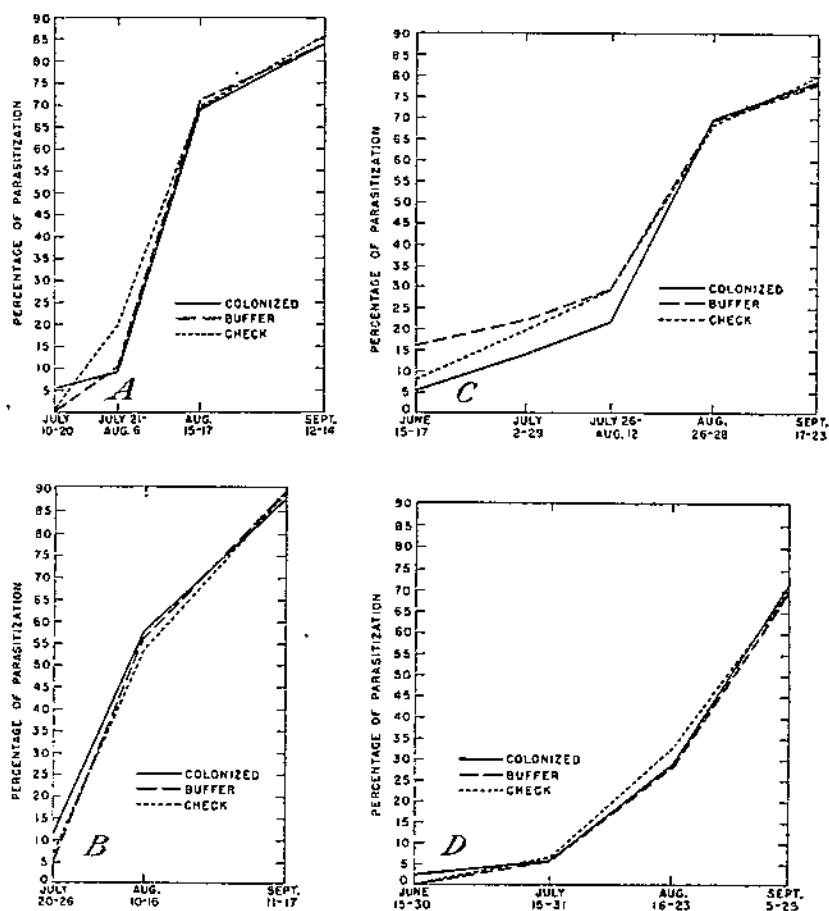 PERCENTAGE OF PARASITIZATION
90
85
80
75
70
65
60
55
50
45
40
35
30
25
20
15
10
5
0
COLONIZED
BUFFER
CHECK
A
JULY 10-20
JULY 21-AUG. 6
AUG. 15-17
SEPT. 12-14
PERCENTAGE OF PARASITIZATION
90
85
80
75
70
65
60
55
50
45
40
35
30
25
20
15
10
5
0
COLONIZED
BUFFER
CHECK
C
JUNE 15-17
JULY 2-29
JULY 26-AUG. 12
AUG. 26-28
SEPT. 17-23
PERCENTAGE OF PARASITIZATION
90
85
80
75
70
65
60
55
50
45
40
35
30
25
20
15
10
5
0
COLONIZED
BUFFER
CHECK
B
JULY 20-26
AUG. 10-16
SEPT. 11-17
PERCENTAGE OF PARASITIZATION
90
85
80
75
70
65
60
55
50
45
40
35
30
25
20
15
10
5
0
COLONIZED
BUFFER
CHECK
D
JUNE 15-30
JULY 15-31
AUG. 16-23
SEPT.